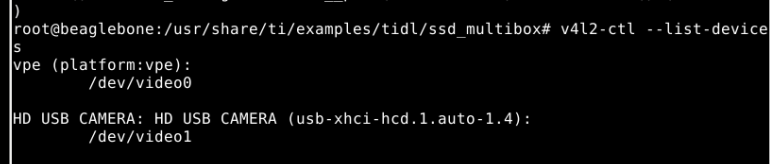 )
root@beaglebone:/usr/share/ti/examples/tidl/ssd_multibox# v4l2-ctl --list-device
s
vpe (platform:vpe):
        /dev/video0

HD USB CAMERA: HD USB CAMERA (usb-xhci-hcd.1.auto-1.4):
        /dev/video1